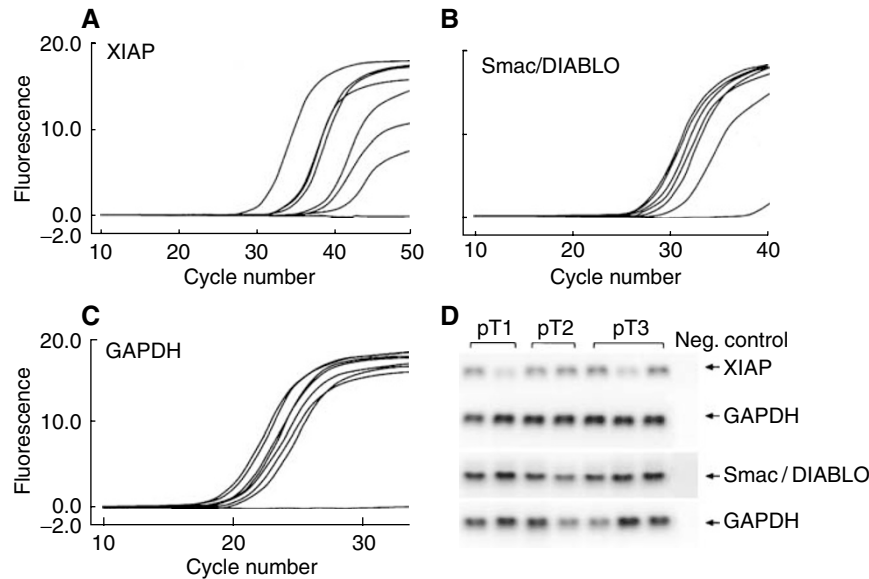 A
XIAP
20.0
10.0
0.0
−2.0
Fluorescence
10 20 30 40 50
Cycle number
B
Smac/DIABLO
10 20 30 40
Cycle number
C
GAPDH
20.0
10.0
0.0
−2.0
Fluorescence
10 20 30
Cycle number
D
pT1 pT2 pT3 Neg. control
XIAP
GAPDH
Smac/DIABLO
GAPDH